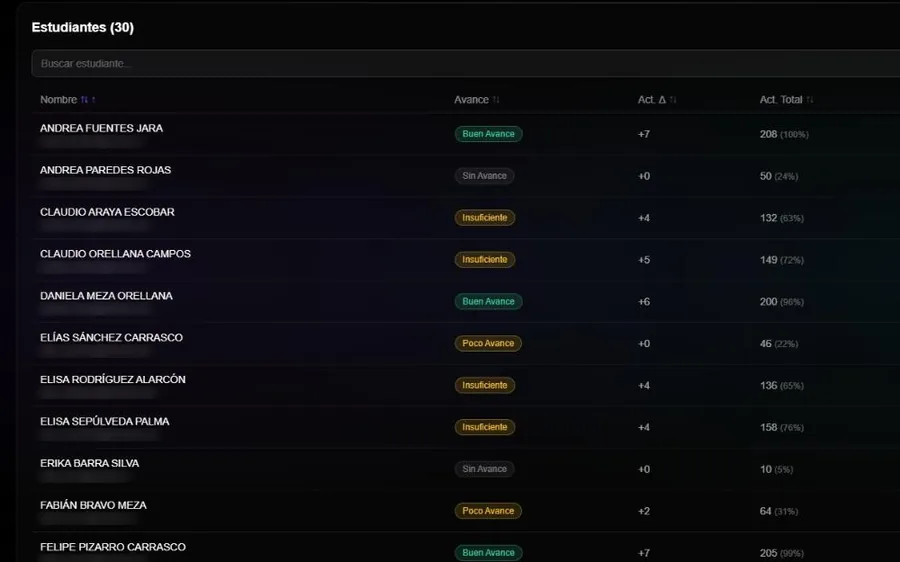 Estudiantes (30)
Buscar estudiante...
Nombre ↑↓ ↑ Avance ↑↓ Act. Δ ↑↓ Act. Total ↑↓
ANDREA FUENTES JARA Buen Avance +7 208 (100%)
ANDREA PAREDES ROJAS Sin Avance +0 50 (24%)
CLAUDIO ARAYA ESCOBAR Insuficiente +4 132 (63%)
CLAUDIO ORELLANA CAMPOS Insuficiente +5 149 (72%)
DANIELA MEZA ORELLANA Buen Avance +6 200 (96%)
ELÍAS SÁNCHEZ CARRASCO Poco Avance +0 46 (22%)
ELISA RODRÍGUEZ ALARCÓN Insuficiente +4 136 (65%)
ELISA SEPÚLVEDA PALMA Insuficiente +4 158 (76%)
ERIKA BARRA SILVA Sin Avance +0 10 (5%)
FABIÁN BRAVO MEZA Poco Avance +2 64 (31%)
FELIPE PIZARRO CARRASCO Buen Avance +7 205 (99%)